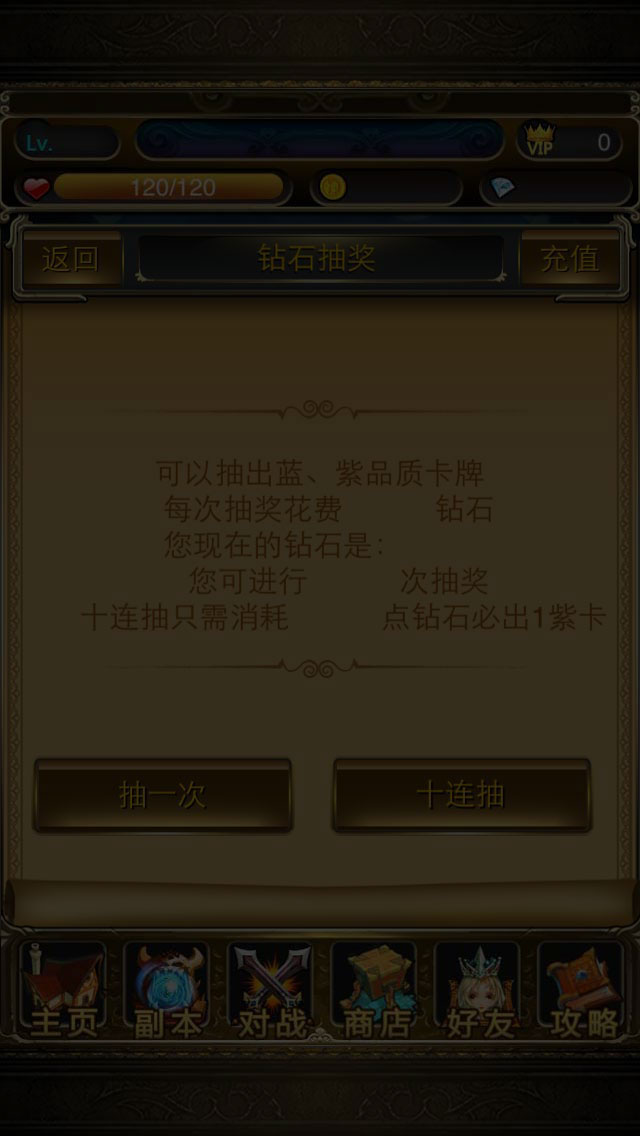 Lv.
VIP 0
120/120
返回 钻石抽奖 充值
可以抽出蓝、紫品质卡牌
每次抽奖花费 钻石
您现在的钻石是:
您可进行 次抽奖
十连抽只需消耗 点钻石必出1紫卡
抽一次 十连抽
主页 副本 对战 商店 好友 攻略